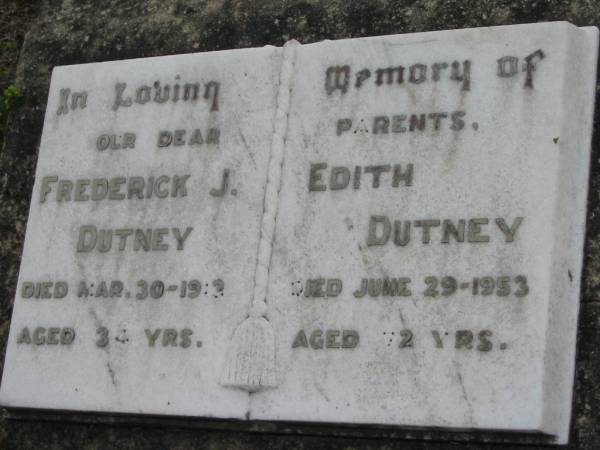 In Loving Memory of
OUR DEAR PARENTS.
FREDERICK J. DUTNEY
DIED MAR. 30-
AGED YRS.
EDITH DUTNEY
DIED JUNE 29-1953
AGED YRS.